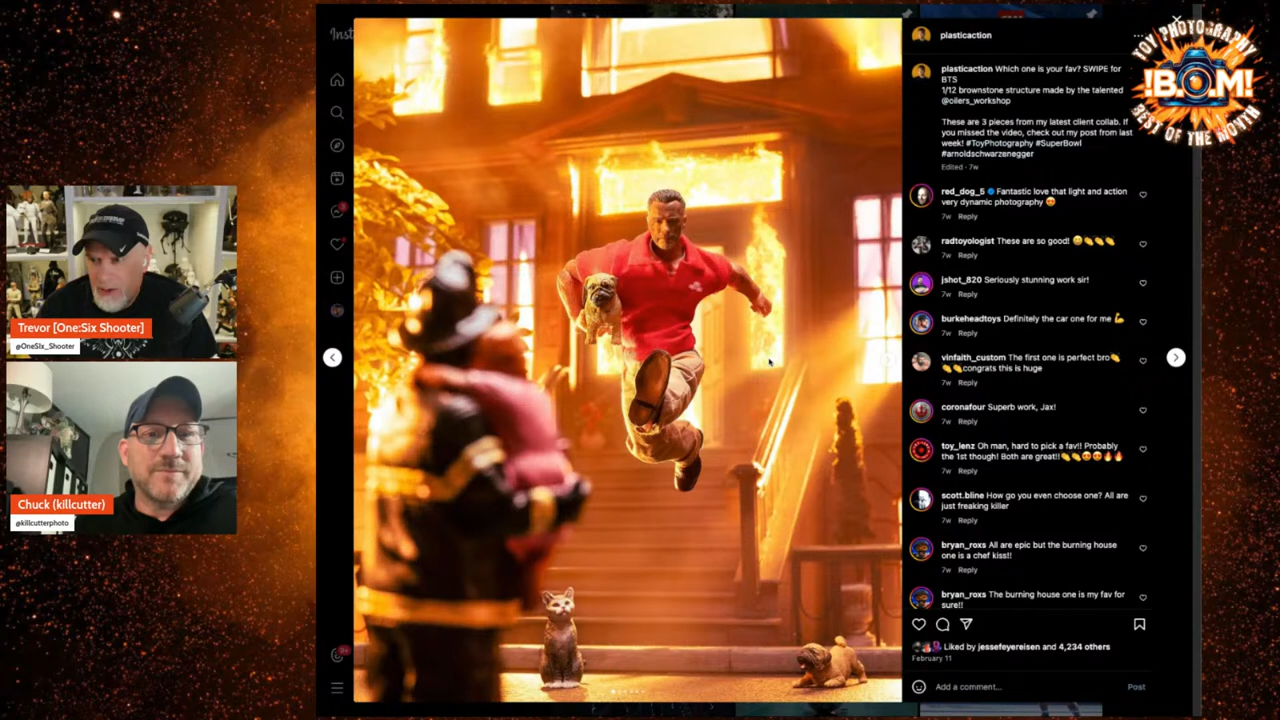 Inst
plasticaction
plasticaction Which one is your fav? SWIPE for
BTS
1/12 brownstone structure made by the talented
@oilers_workshop
These are 3 pieces from my latest client collab. If
you missed the video, check out my post from last
week! #ToyPhotography #SuperBowl
#arnoldschwarzenegger
Edited · 7w
red_dog_5 Fantastic love that light and action
very dynamic photography 😍
7w Reply
radtoyologist These are so good! 😄👏👏👏
7w Reply
jshot_820 Seriously stunning work sir!
7w Reply
burkeheadtoys Definitely the car one for me 💪
7w Reply
vinfaith_custom The first one is perfect bro👏
👏👏congrats this is huge
7w Reply
coronafour Superb work, Jax!
7w Reply
toy_lenz Oh man, hard to pick a fav!! Probably
the 1st though! Both are great!!👏👏😍😍🔥🔥
7w Reply
scott.bline How go you even choose one? All are
just freaking killer
7w Reply
bryan_roxs All are epic but the burning house
one is a chef kiss!!
7w Reply
bryan_roxs The burning house one is my fav for
sure!!
Liked by jessefeyereisen and 4,234 others
February 11
Add a comment... Post
TOY PHOTOGRAPHY
!B.O.M!
BEST OF THE MONTH
Trevor [One:Six Shooter]
@OneSix_Shooter
Chuck (killcutter)
@killcutterphoto